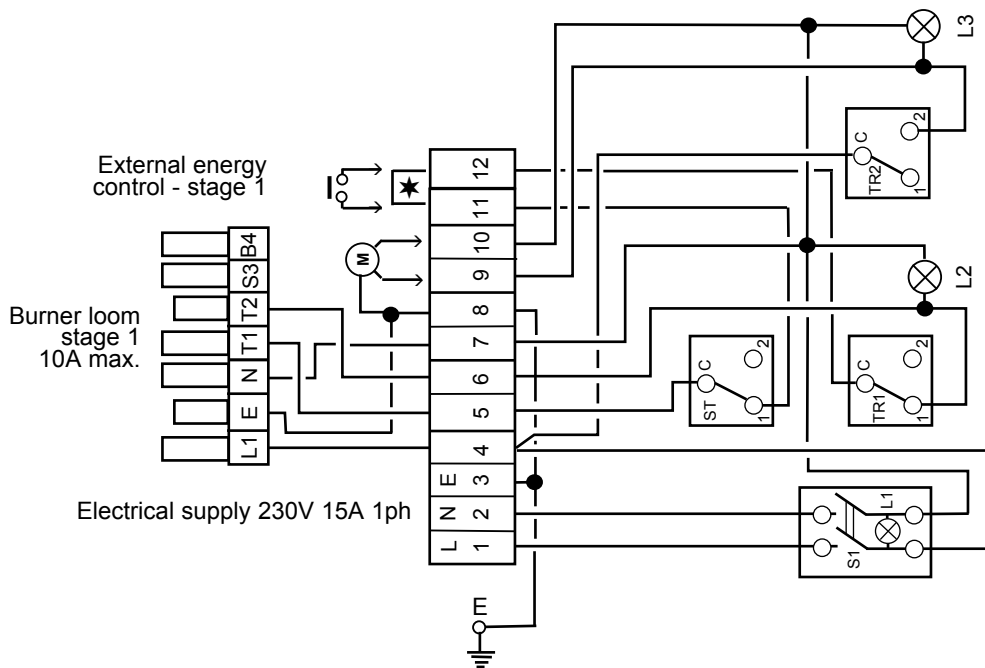 L3
External energy
control - stage 1
12
11
10
9
8
7
6
5
4
E 3
N 2
L 1
M
B4
S3
T2
T1
N
E
L1
Burner loom
stage 1
10A max.
C
2
1
TR2
L2
C
2
1
ST
C
2
1
TR1
Electrical supply 230V 15A 1ph
L1
S1
E